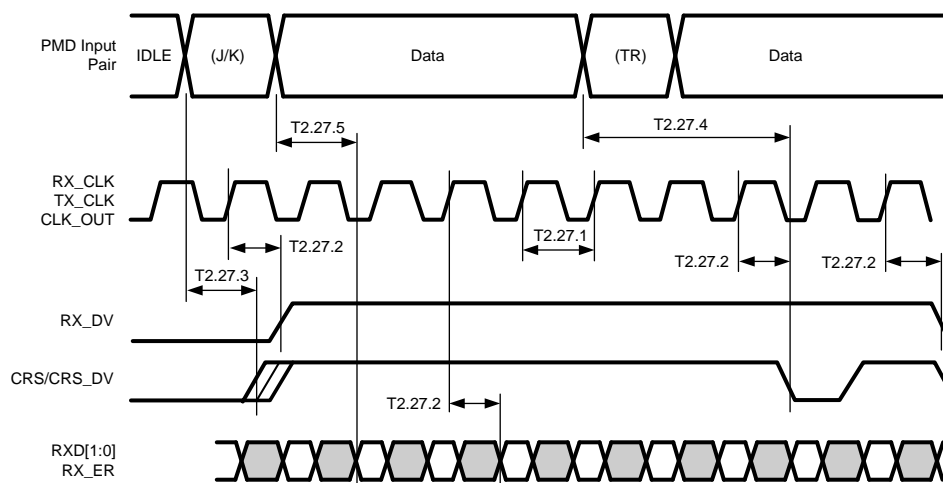 PMD Input
Pair
IDLE
(J/K)
Data
(TR)
Data
T2.27.5
T2.27.4
RX_CLK
TX_CLK
CLK_OUT
T2.27.2
T2.27.1
T2.27.2
T2.27.2
T2.27.3
RX_DV
CRS/CRS_DV
T2.27.2
RXD[1:0]
RX_ER